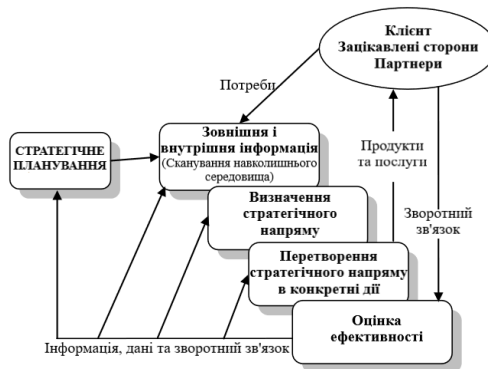 Клієнт
Зацікавлені сторони
Партнери
Потреби
Зовнішня і
внутрішня інформація
(Сканування навколишнього
середовища)
СТРАТЕГІЧНЕ
ПЛАНУВАННЯ
Продукти
та послуги
Визначення
стратегічного
напряму
Зворотний
зв'язок
Перетворення
стратегічного напряму
в конкретні дії
Оцінка
ефективності
Інформація, дані та зворотний зв'язок